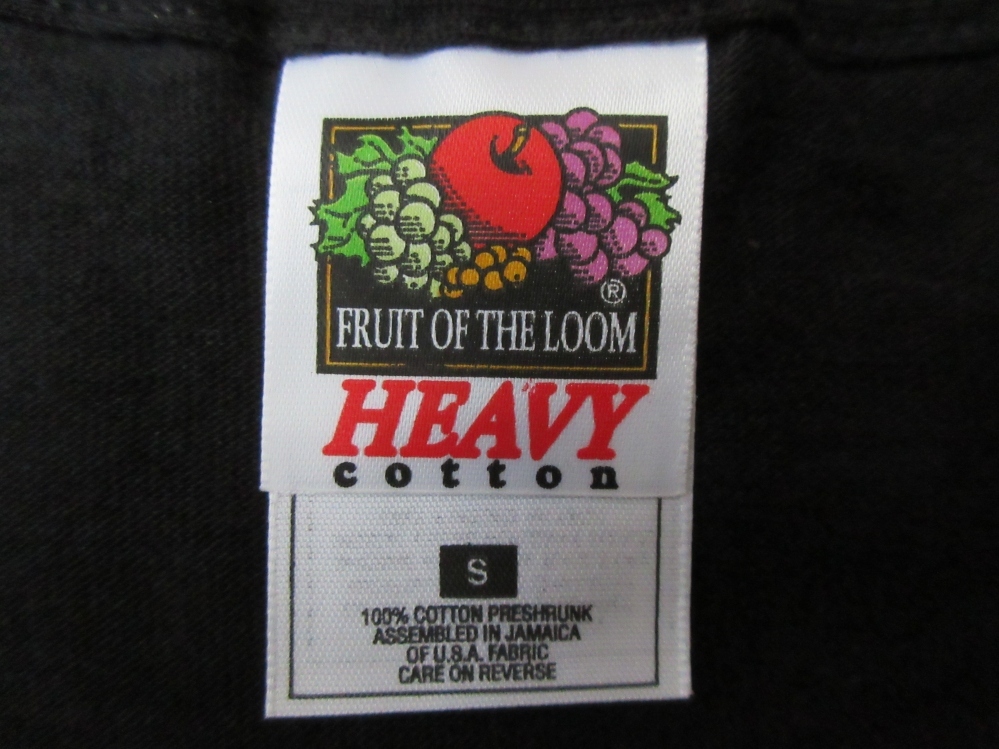 ®
FRUIT OF THE LOOM
HEAVY
cotton
S
100% COTTON PRESHRUNK
ASSEMBLED IN JAMAICA
OF U.S.A. FABRIC
CARE ON REVERSE